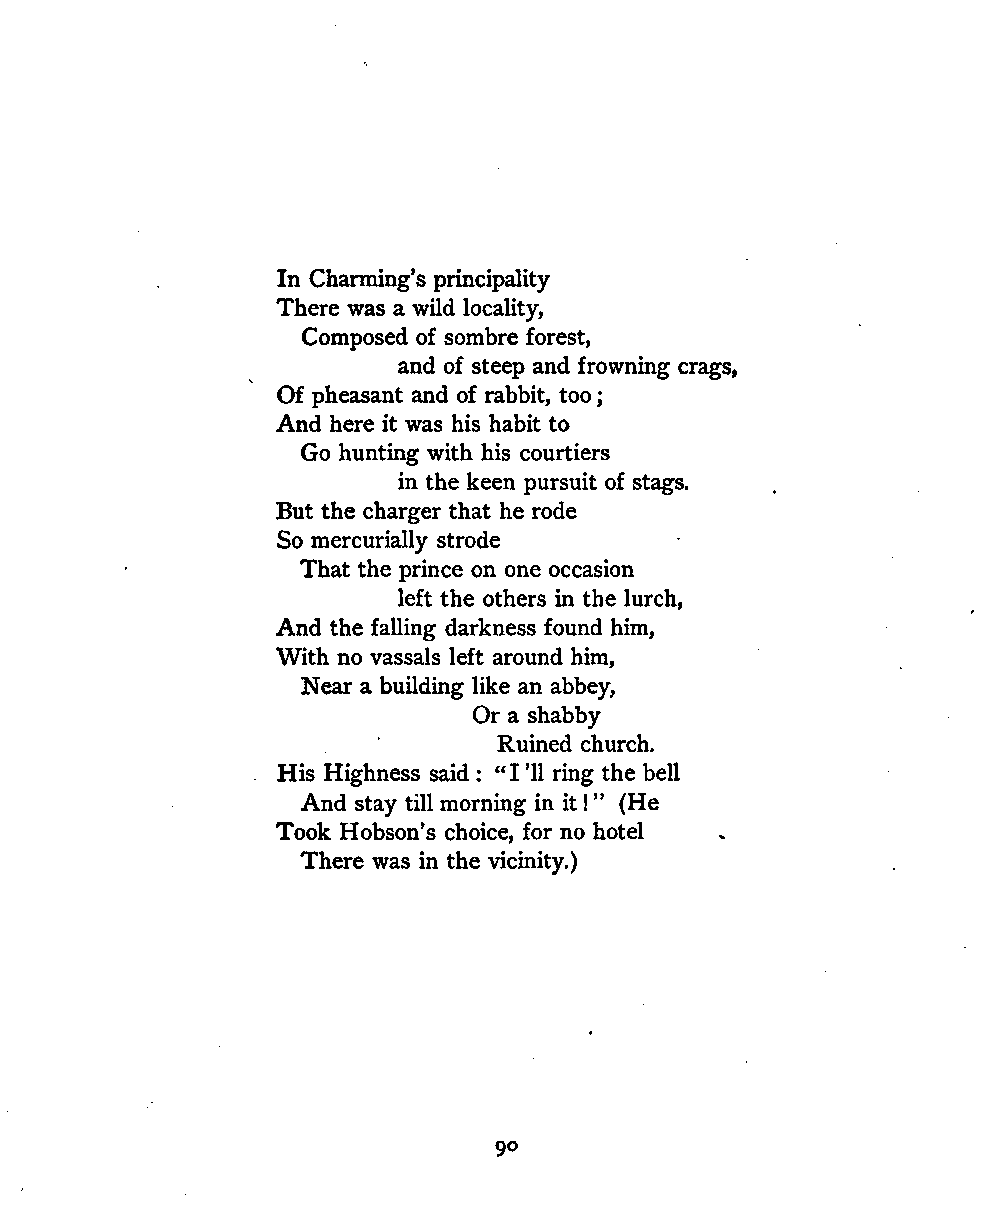 In Charming's principality
There was a wild locality,
Composed of sombre forest,
and of steep and frowning crags,
Of pheasant and of rabbit, too;
And here it was his habit to
Go hunting with his courtiers
in the keen pursuit of stags.
But the charger that he rode
So mercurially strode
That the prince on one occasion
left the others in the lurch,
And the falling darkness found him,
With no vassals left around him,
Near a building like an abbey,
Or a shabby
Ruined church.
His Highness said: "I'll ring the bell
And stay till morning in it!" (He
Took Hobson's choice, for no hotel
There was in the vicinity.)
90